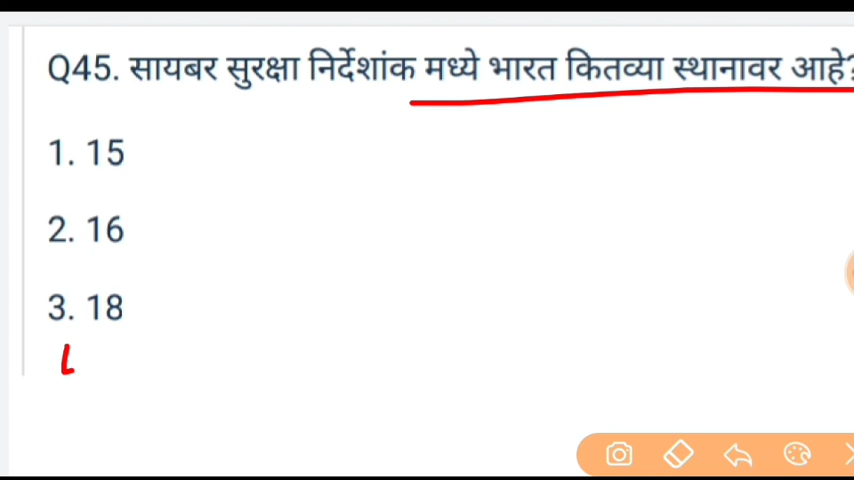 Q45. सायबर सुरक्षा निर्देशांक मध्ये भारत कितव्या स्थानावर आहे?
1. 15
2. 16
3. 18